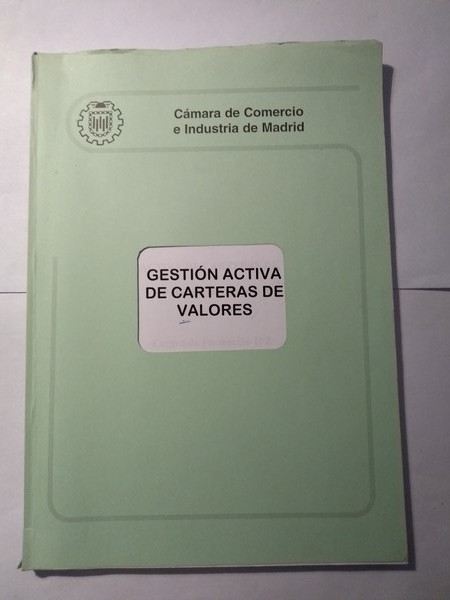 Cámara de Comercio
e Industria de Madrid
GESTIÓN ACTIVA
DE CARTERAS DE
VALORES